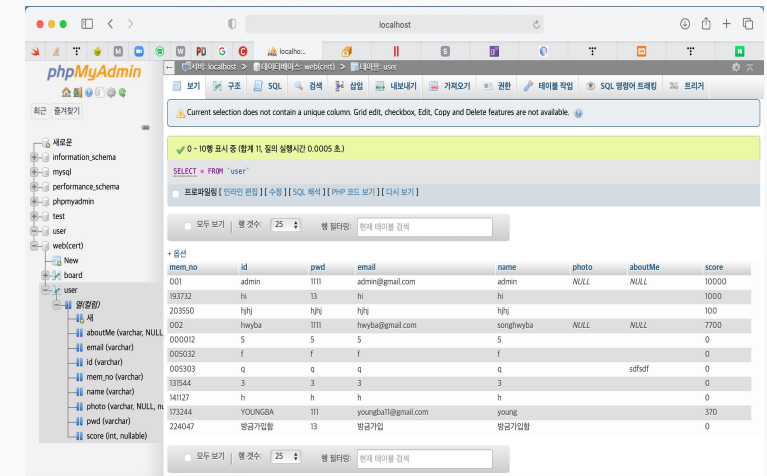 localhost
localho...
phpMyAdmin
최근 즐겨찾기
새로운
information_schema
mysql
performance_schema
phpmyadmin
test
user
web(cert)
New
board
user
열(컬럼)
새
aboutMe (varchar, NULL
email (varchar)
id (varchar)
mem_no (varchar)
name (varchar)
photo (varchar, NULL, nu
pwd (varchar)
score (int, nullable)
서버: localhost > 데이터베이스: web(cert) > 테이블: user
보기 구조 SQL 검색 삽입 내보내기 가져오기 권한 테이블 작업 SQL 명령어 트래킹 트리거
Current selection does not contain a unique column. Grid edit, checkbox, Edit, Copy and Delete features are not available.
0 - 10행 표시 중 (합계 11, 질의 실행시간 0.0005 초.)
SELECT * FROM `user`
프로파일링 [ 인라인 편집 ] [ 수정 ] [ SQL 해석 ] [ PHP 코드 보기 ] [ 다시 보기 ]
모두 보기 | 행 갯수: 25 행 필터링: 현재 테이블 검색
+ 옵션
mem_no id pwd email name photo aboutMe score
001 admin 1111 admin@gmail.com admin NULL NULL 10000
193732 hi 13 hi hi 1000
203550 hjhj hjhj hjhj hjhj 100
002 hwyba 1111 hwyba@gmail.com songhwyba NULL NULL 7700
000012 5 5 5 5 0
005032 f f f f 0
005303 q q q q sdfsdf 0
131544 3 3 3 3 0
141127 h h h h 0
173244 YOUNGBA 111 youngba11@gmail.com young 370
224047 방금가입함 13 방금가입 방금가입함 0
모두 보기 | 행 갯수: 25 행 필터링: 현재 테이블 검색